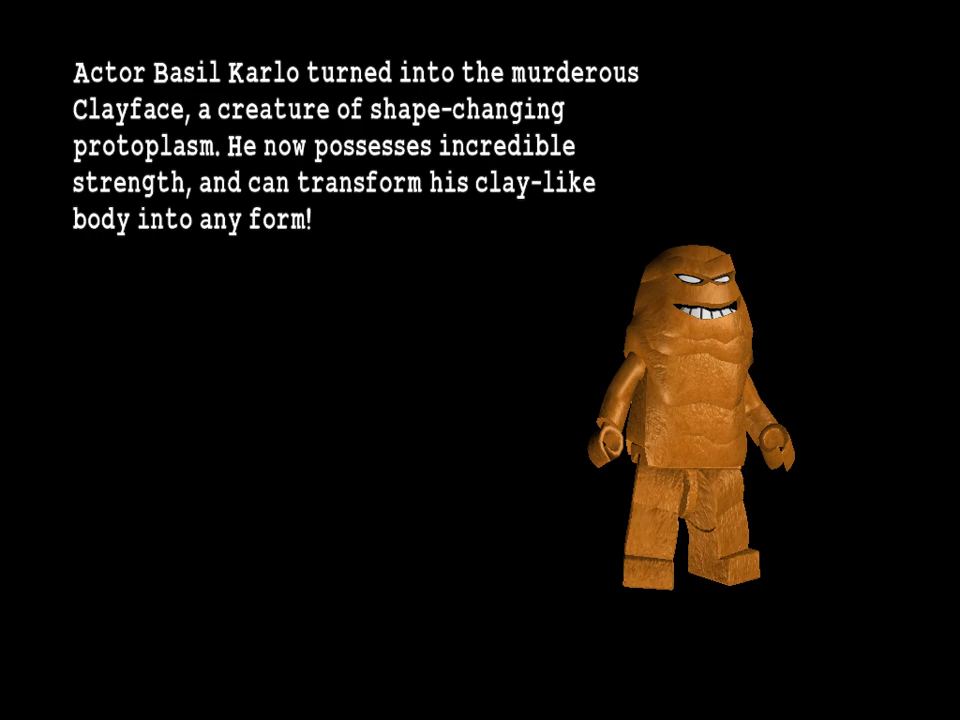 Actor Basil Karlo turned into the murderous
Clayface, a creature of shape-changing
protoplasm. He now possesses incredible
strength, and can transform his clay-like
body into any form!